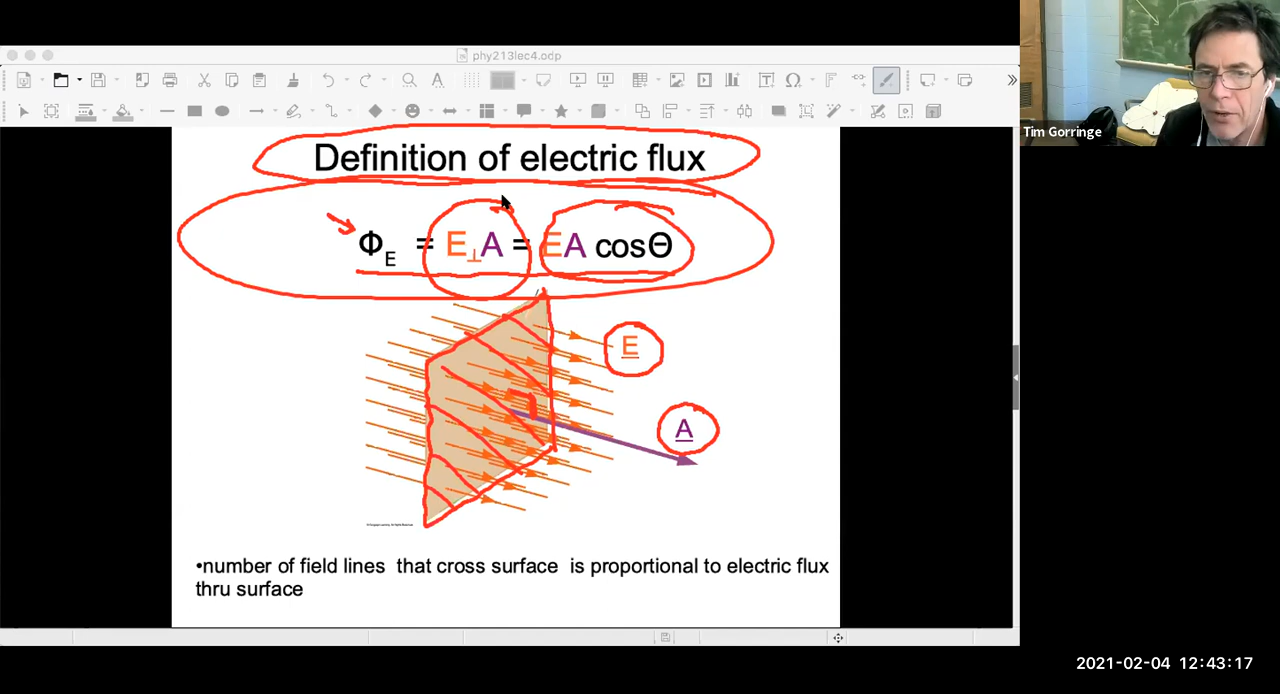 phy213lec4.odp
Tim Gorringe
Definition of electric flux
Φ_E = E⊥A = EA cosΘ
E
A
•number of field lines that cross surface is proportional to electric flux
thru surface
2021-02-04 12:43:17